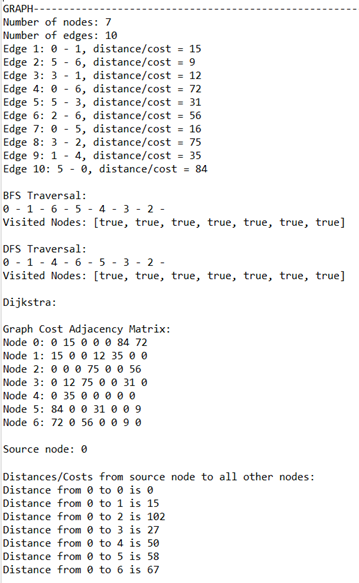 GRAPH--------------------------------------------------
Number of nodes: 7
Number of edges: 10
Edge 1: 0 - 1, distance/cost = 15
Edge 2: 5 - 6, distance/cost = 9
Edge 3: 3 - 1, distance/cost = 12
Edge 4: 0 - 6, distance/cost = 72
Edge 5: 5 - 3, distance/cost = 31
Edge 6: 2 - 6, distance/cost = 56
Edge 7: 0 - 5, distance/cost = 16
Edge 8: 3 - 2, distance/cost = 75
Edge 9: 1 - 4, distance/cost = 35
Edge 10: 5 - 0, distance/cost = 84
BFS Traversal:
0 - 1 - 6 - 5 - 4 - 3 - 2 -
Visited Nodes: [true, true, true, true, true, true, true]
DFS Traversal:
0 - 1 - 4 - 6 - 5 - 3 - 2 -
Visited Nodes: [true, true, true, true, true, true, true]
Dijkstra:
Graph Cost Adjacency Matrix:
Node 0: 0 15 0 0 0 84 72
Node 1: 15 0 0 12 35 0 0
Node 2: 0 0 0 75 0 0 56
Node 3: 0 12 75 0 0 31 0
Node 4: 0 35 0 0 0 0 0
Node 5: 84 0 0 31 0 0 9
Node 6: 72 0 56 0 0 9 0
Source node: 0
Distances/Costs from source node to all other nodes:
Distance from 0 to 0 is 0
Distance from 0 to 1 is 15
Distance from 0 to 2 is 102
Distance from 0 to 3 is 27
Distance from 0 to 4 is 50
Distance from 0 to 5 is 58
Distance from 0 to 6 is 67